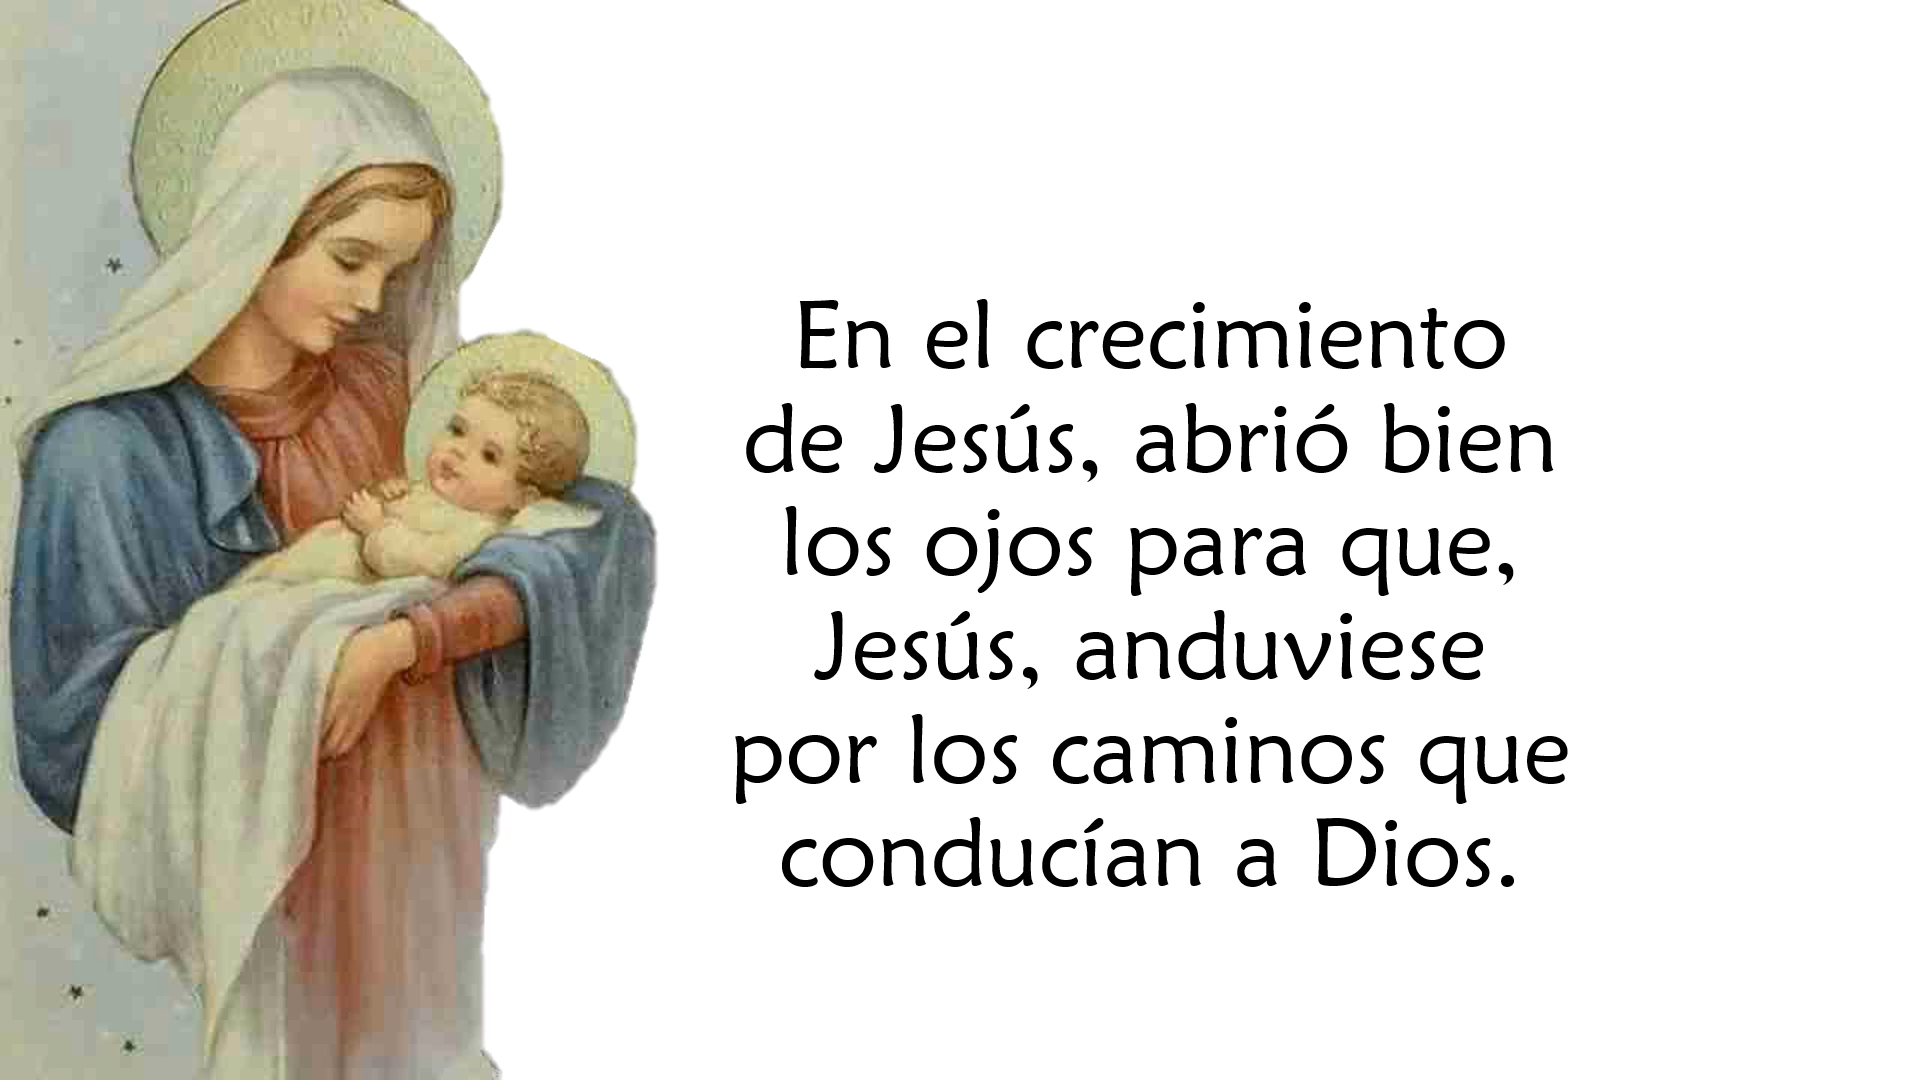 En el crecimiento
de Jesús, abrió bien
los ojos para que,
Jesús, anduviese
por los caminos que
conducían a Dios.